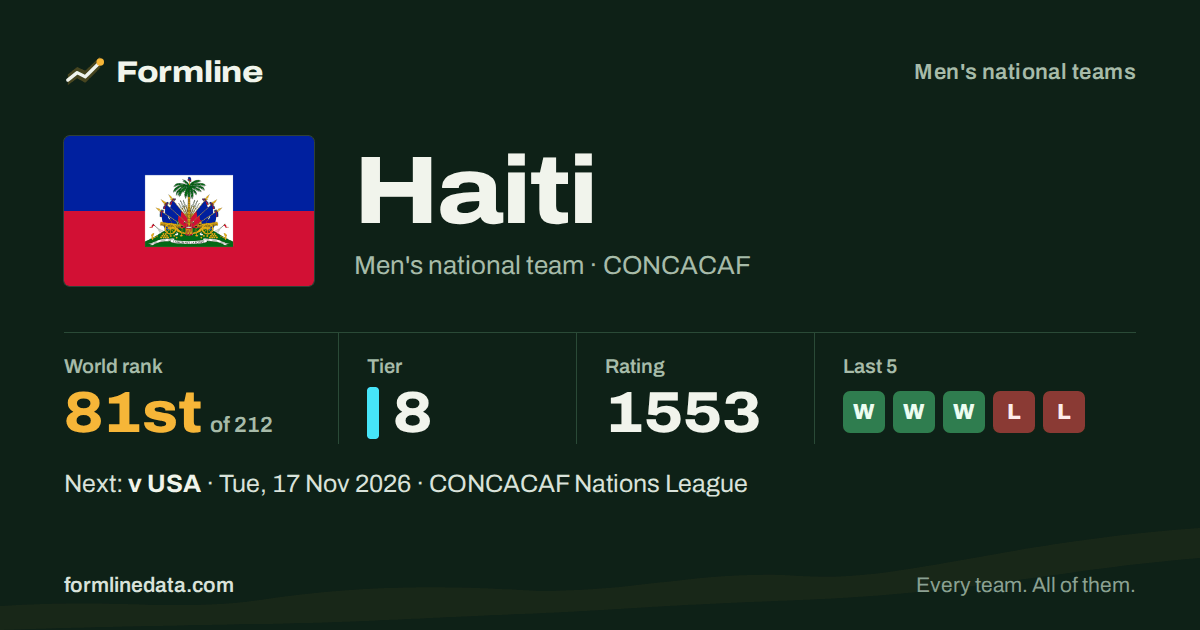 Formline
Men's national teams
Haiti
Men's national team · CONCACAF
World rank
81st of 212
Tier
8
Rating
1553
Last 5
W W W L L
Next: v USA · Tue, 17 Nov 2026 · CONCACAF Nations League
formlinedata.com
Every team. All of them.